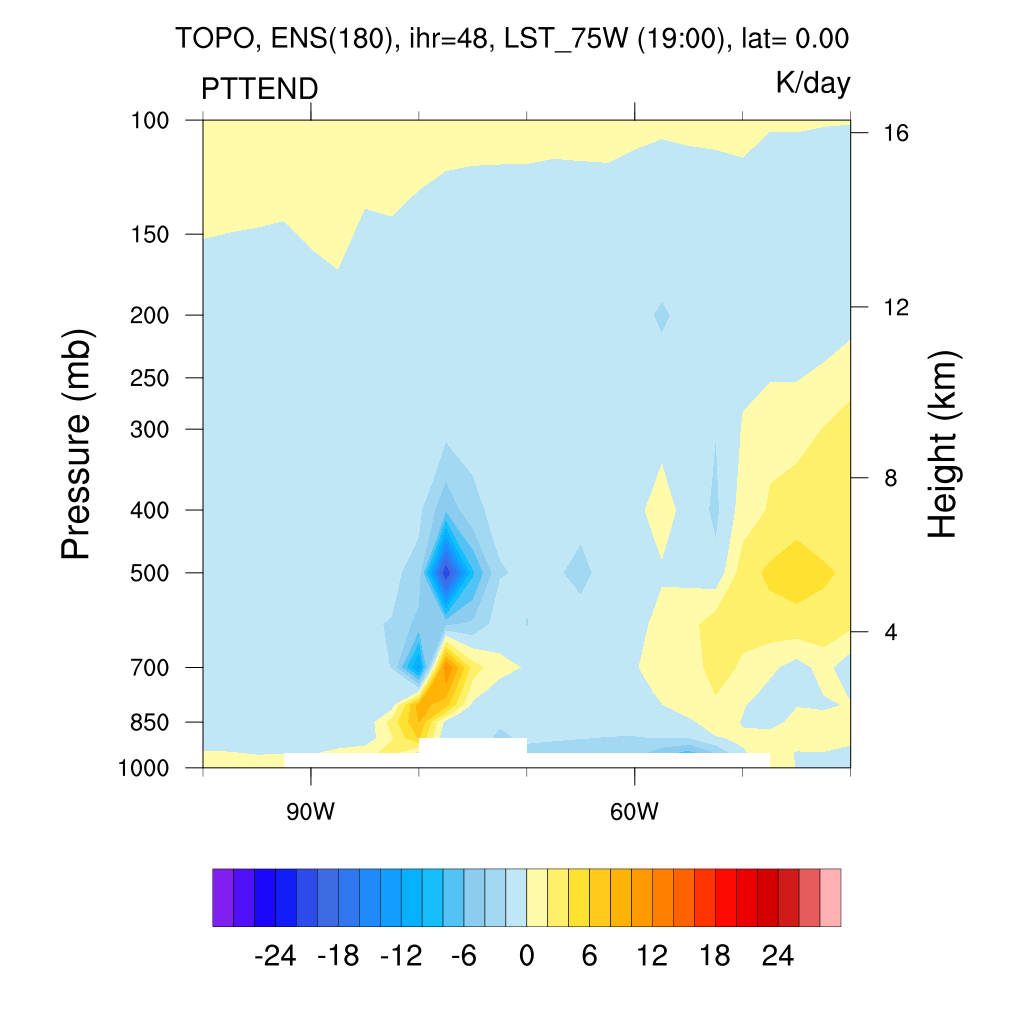 TOPO, ENS(180), ihr=48, LST_75W (19:00), lat= 0.00
PTTEND
K/day
100
150
200
250
300
400
500
700
850
1000
Pressure (mb)
16
12
8
4
Height (km)
90W
60W
-24 -18 -12 -6 0 6 12 18 24